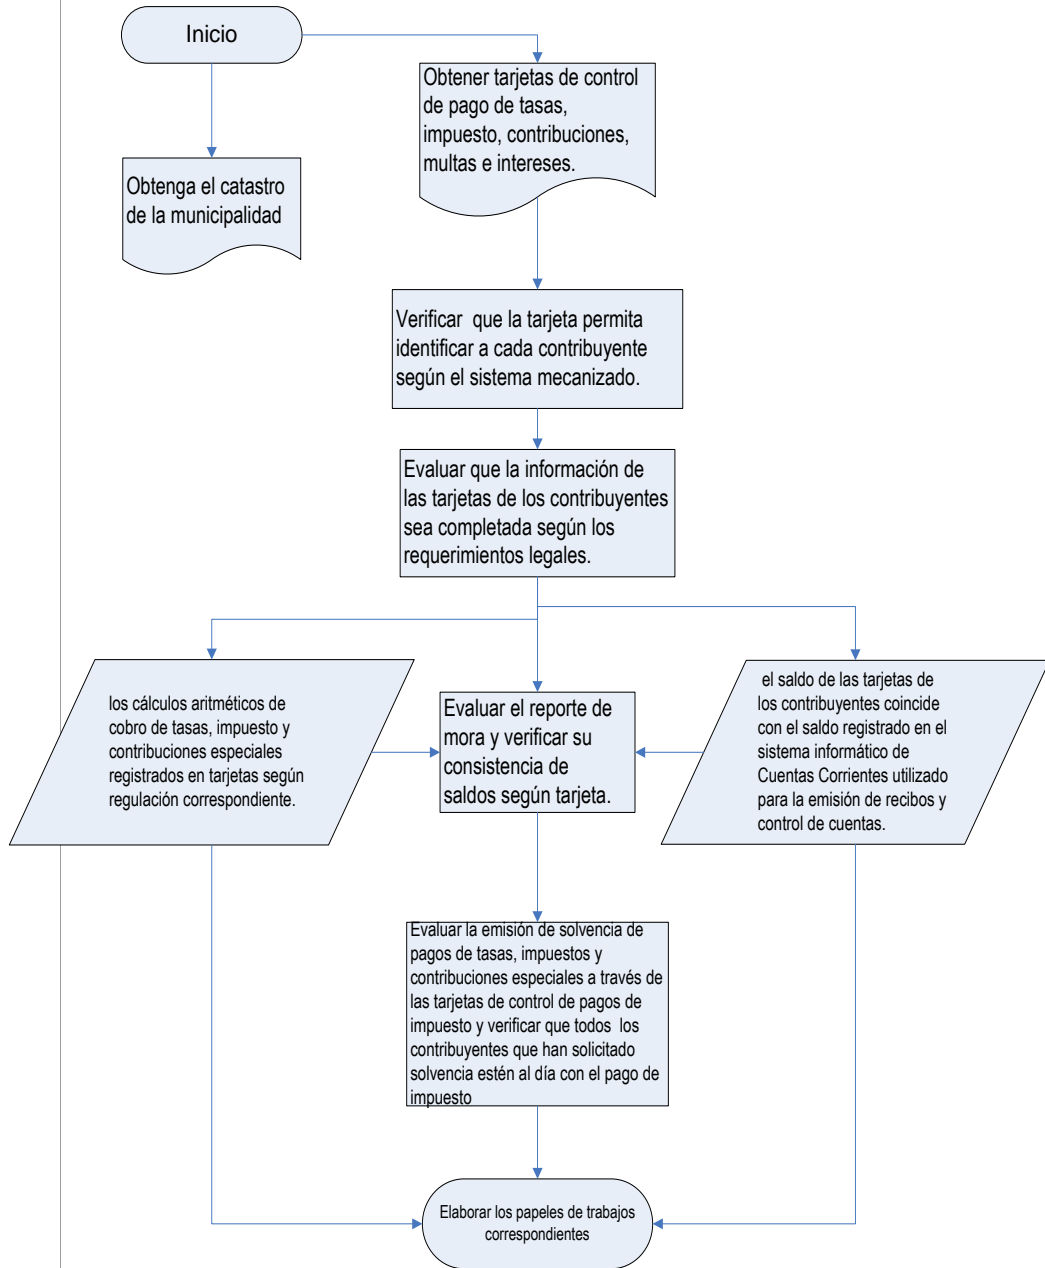 Inicio
Obtener tarjetas de control
de pago de tasas,
impuesto, contribuciones,
multas e intereses.
Obtenga el catastro
de la municipalidad
Verificar que la tarjeta permita
identificar a cada contribuyente
según el sistema mecanizado.
Evaluar que la información de
las tarjetas de los contribuyentes
sea completada según los
requerimientos legales.
los cálculos aritméticos de
cobro de tasas, impuesto y
contribuciones especiales
registrados en tarjetas según
regulación correspondiente.
Evaluar el reporte de
mora y verificar su
consistencia de
saldos según tarjeta.
el saldo de las tarjetas de
los contribuyentes coincide
con el saldo registrado en el
sistema informático de
Cuentas Corrientes utilizado
para la emisión de recibos y
control de cuentas.
Evaluar la emisión de solvencia de
pagos de tasas, impuestos y
contribuciones especiales a través de
las tarjetas de control de pagos de
impuesto y verificar que todos los
contribuyentes que han solicitado
solvencia estén al día con el pago de
impuesto
Elaborar los papeles de trabajos
correspondientes